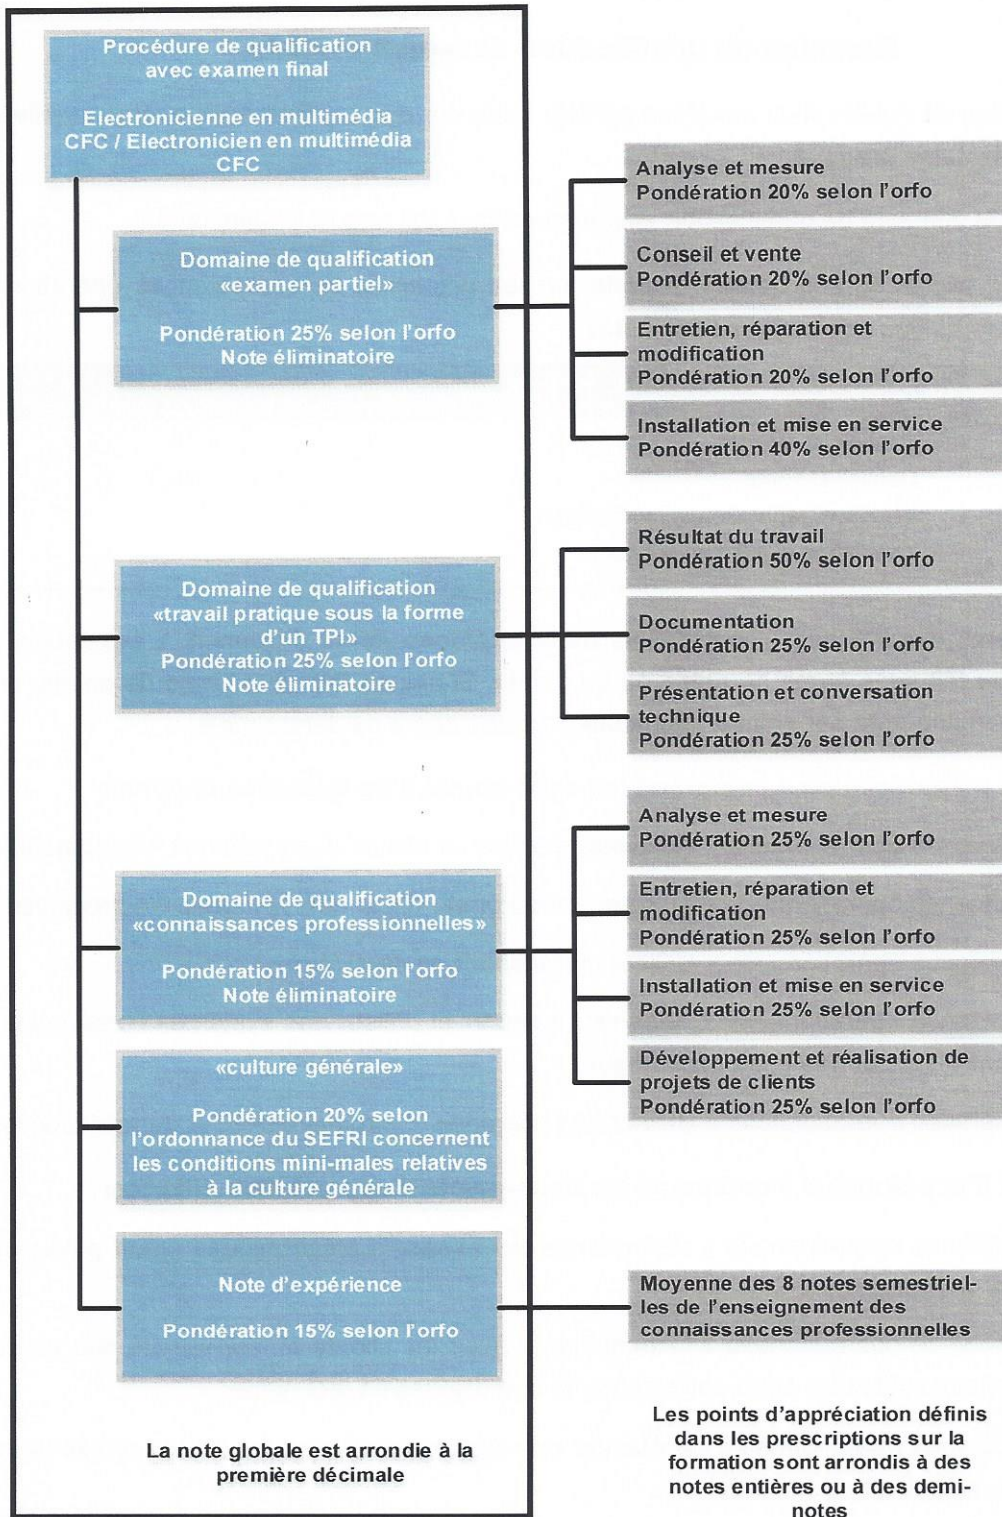 Procédure de qualification
avec examen final
Electronicienne en multimédia
CFC / Electronicien en multimédia
CFC
Domaine de qualification
«examen partiel»
Pondération 25% selon l'orfo
Note éliminatoire
Analyse et mesure
Pondération 20% selon l'orfo
Conseil et vente
Pondération 20% selon l'orfo
Entretien, réparation et
modification
Pondération 20% selon l'orfo
Installation et mise en service
Pondération 40% selon l'orfo
Domaine de qualification
«travail pratique sous la forme
d'un TPI»
Pondération 25% selon l'orfo
Note éliminatoire
Résultat du travail
Pondération 50% selon l'orfo
Documentation
Pondération 25% selon l'orfo
Présentation et conversation
technique
Pondération 25% selon l'orfo
Domaine de qualification
«connaissances professionnelles»
Pondération 15% selon l'orfo
Note éliminatoire
Analyse et mesure
Pondération 25% selon l'orfo
Entretien, réparation et
modification
Pondération 25% selon l'orfo
Installation et mise en service
Pondération 25% selon l'orfo
Développement et réalisation de
projets de clients
Pondération 25% selon l'orfo
«culture générale»
Pondération 20% selon
l'ordonnance du SEFRI concernent
les conditions mini-males relatives
à la culture générale
Note d'expérience
Pondération 15% selon l'orfo
Moyenne des 8 notes semestriel-
les de l'enseignement des
connaissances professionnelles
La note globale est arrondie à la
première décimale
Les points d'appréciation définis
dans les prescriptions sur la
formation sont arrondis à des
notes entières ou à des demi-
notes